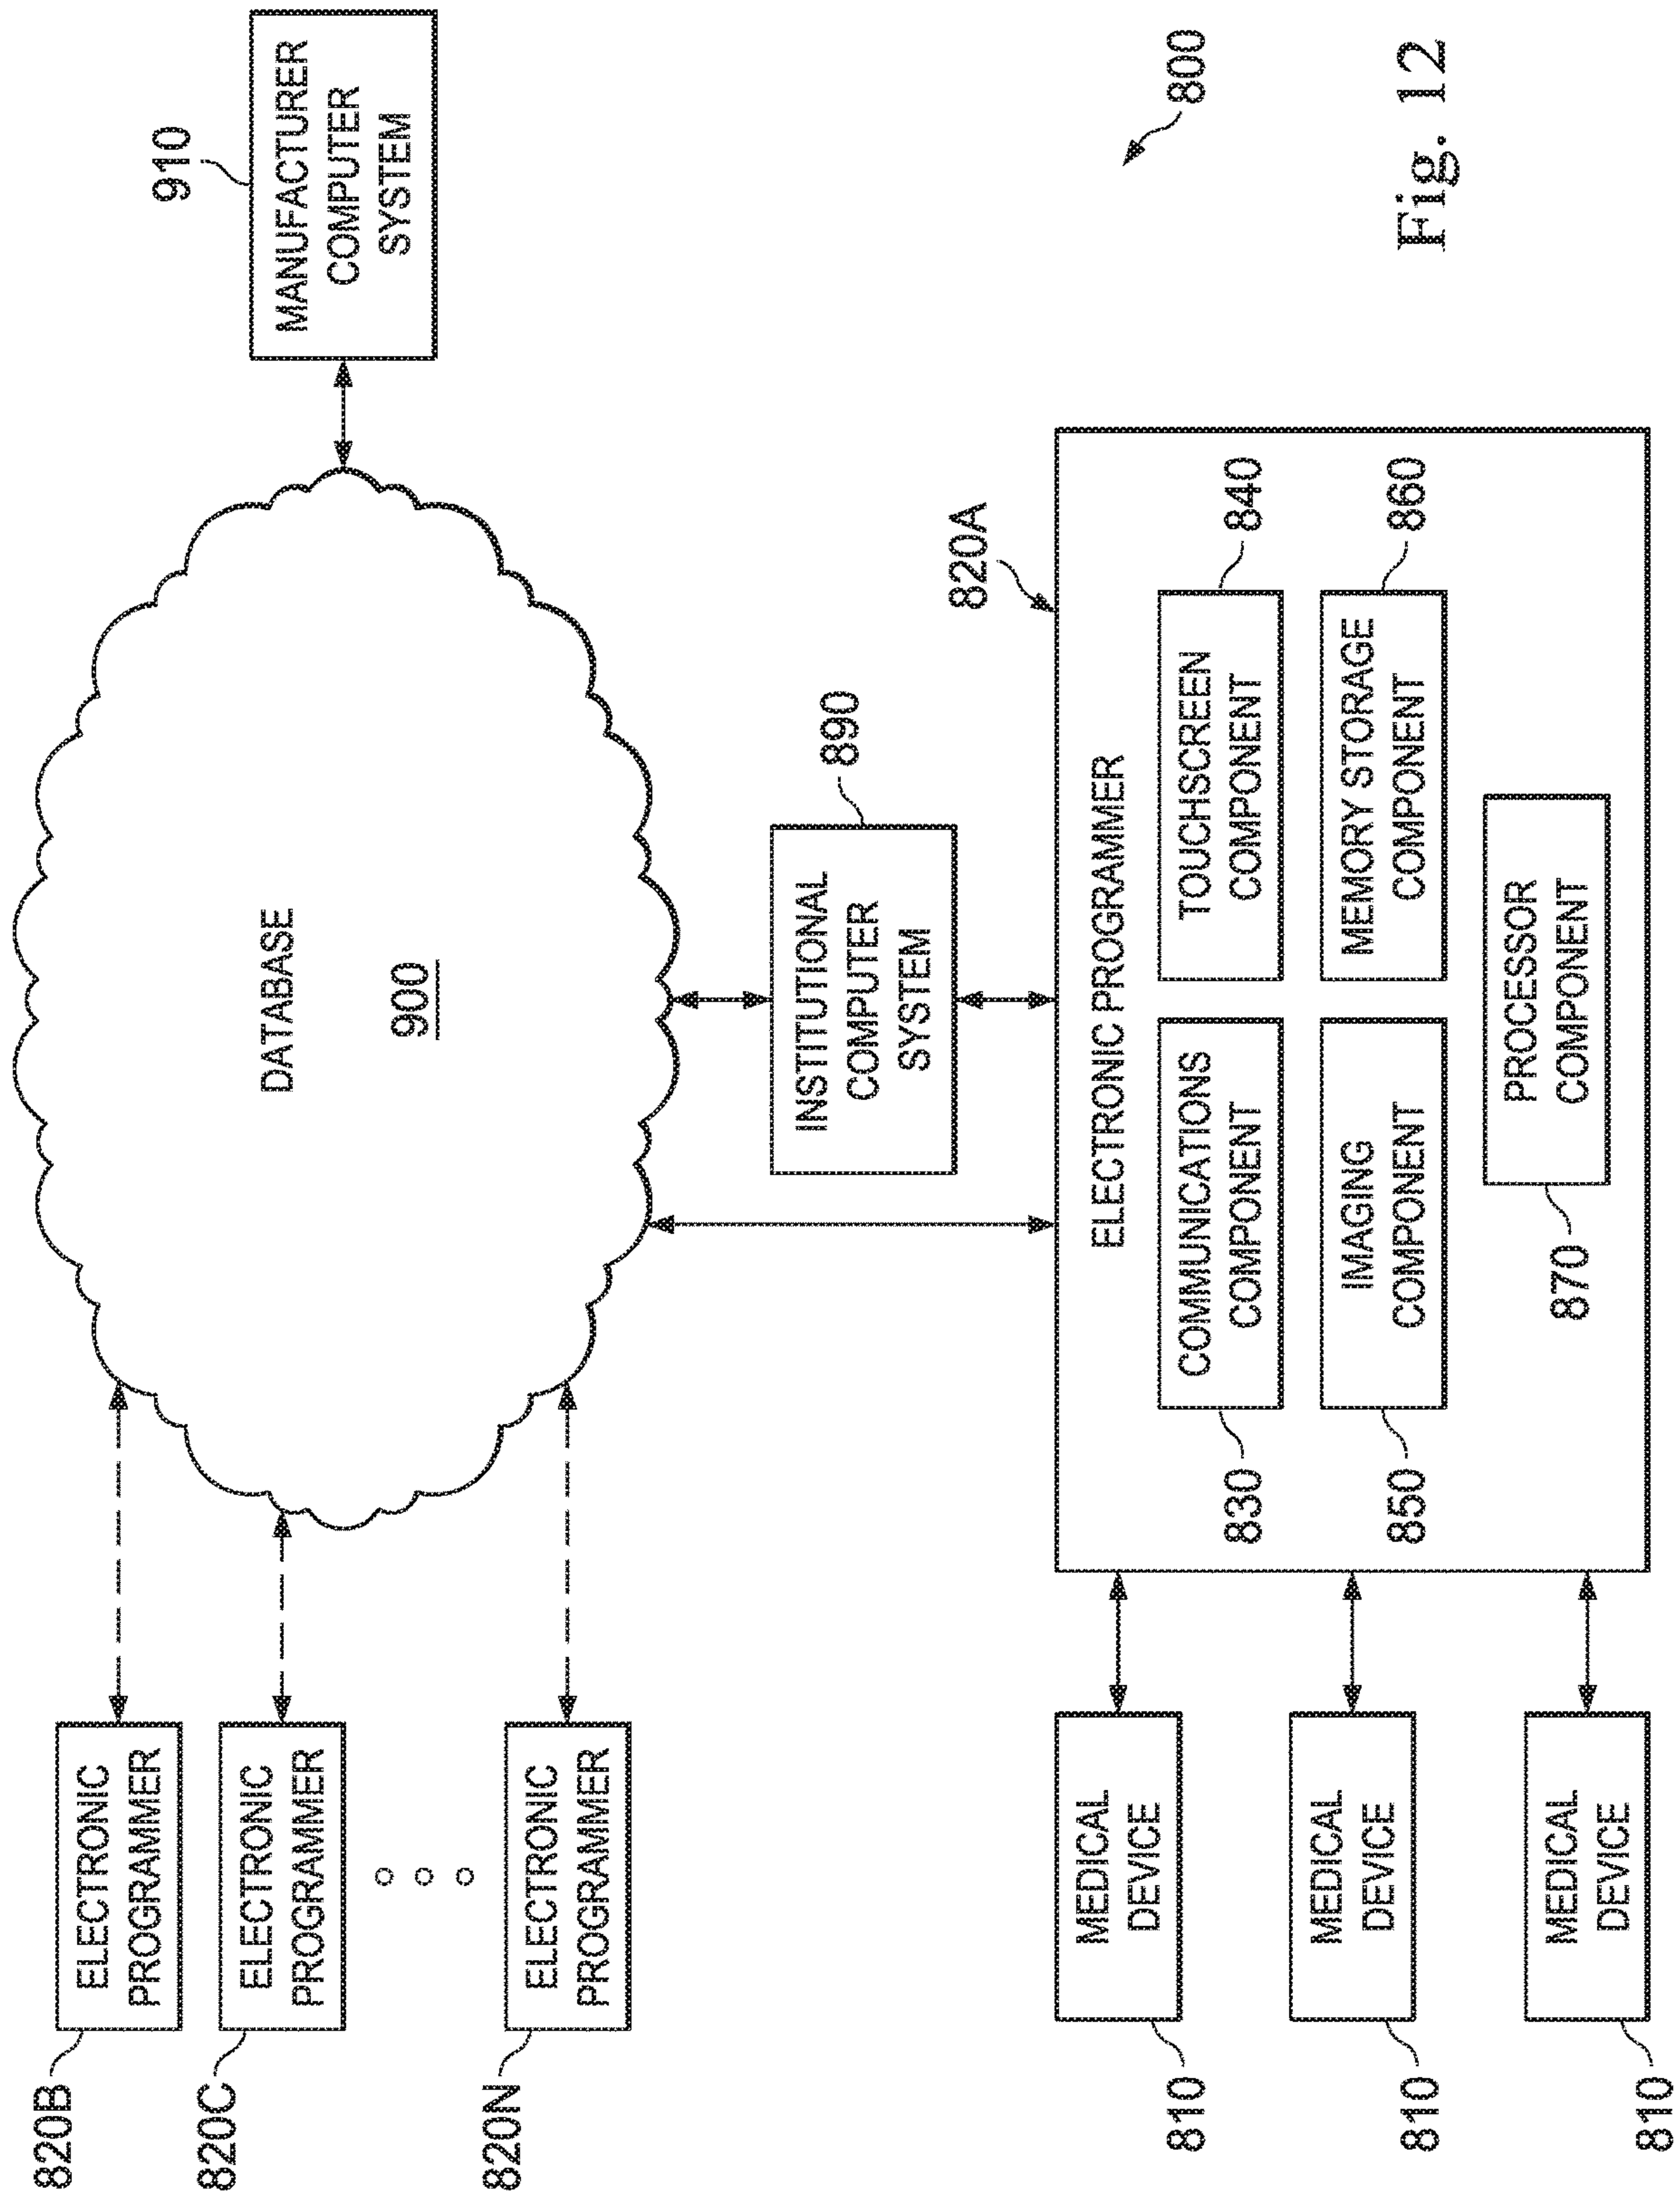 820B
ELECTRONIC
PROGRAMMER
820C
ELECTRONIC
PROGRAMMER
820N
ELECTRONIC
PROGRAMMER
DATABASE
900
910
MANUFACTURER
COMPUTER
SYSTEM
INSTITUTIONAL
COMPUTER
SYSTEM
890
820A
800
810
MEDICAL
DEVICE
810
MEDICAL
DEVICE
810
MEDICAL
DEVICE
ELECTRONIC PROGRAMMER
830
COMMUNICATIONS
COMPONENT
TOUCHSCREEN
COMPONENT
840
850
IMAGING
COMPONENT
MEMORY STORAGE
COMPONENT
860
870
PROCESSOR
COMPONENT
Fig. 12